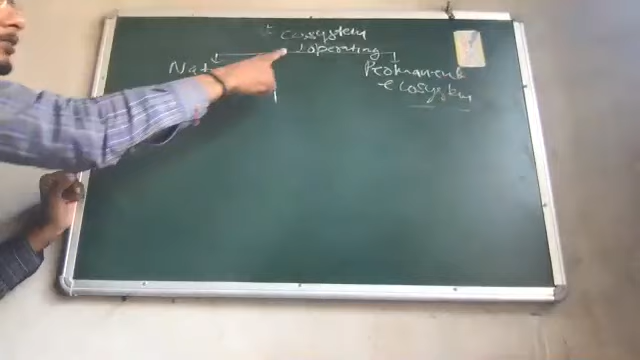 Ecosystem
operating
Nat
Permanent
ecosystem